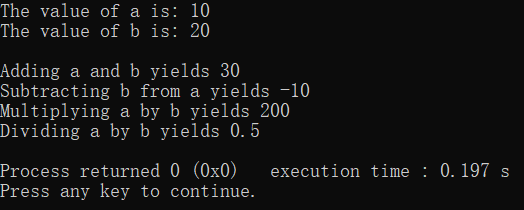 The value of a is: 10
The value of b is: 20
Adding a and b yields 30
Subtracting b from a yields -10
Multiplying a by b yields 200
Dividing a by b yields 0.5
Process returned 0 (0x0)   execution time : 0.197 s
Press any key to continue.